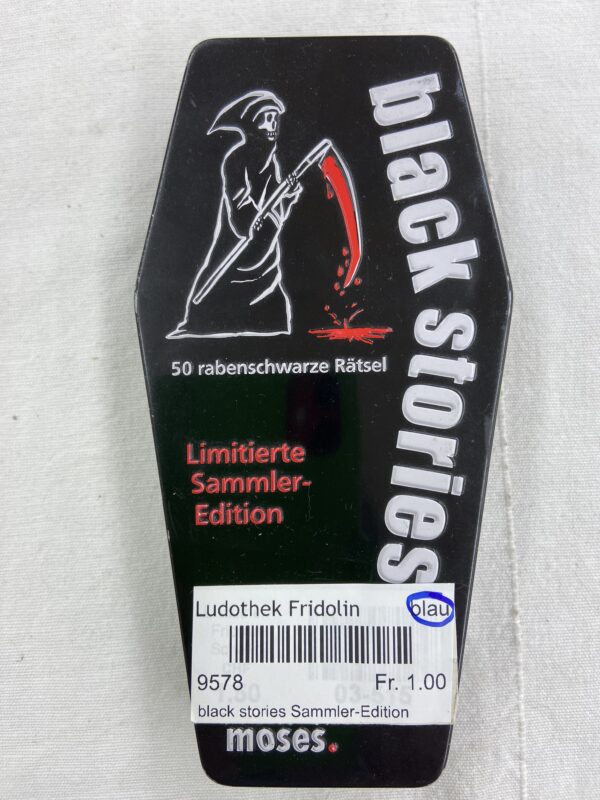 black stories
50 rabenschwarze Rätsel
Limitierte
Sammler-
Edition
Ludothek Fridolin blau
9578 Fr. 1.00
black stories Sammler-Edition
moses.